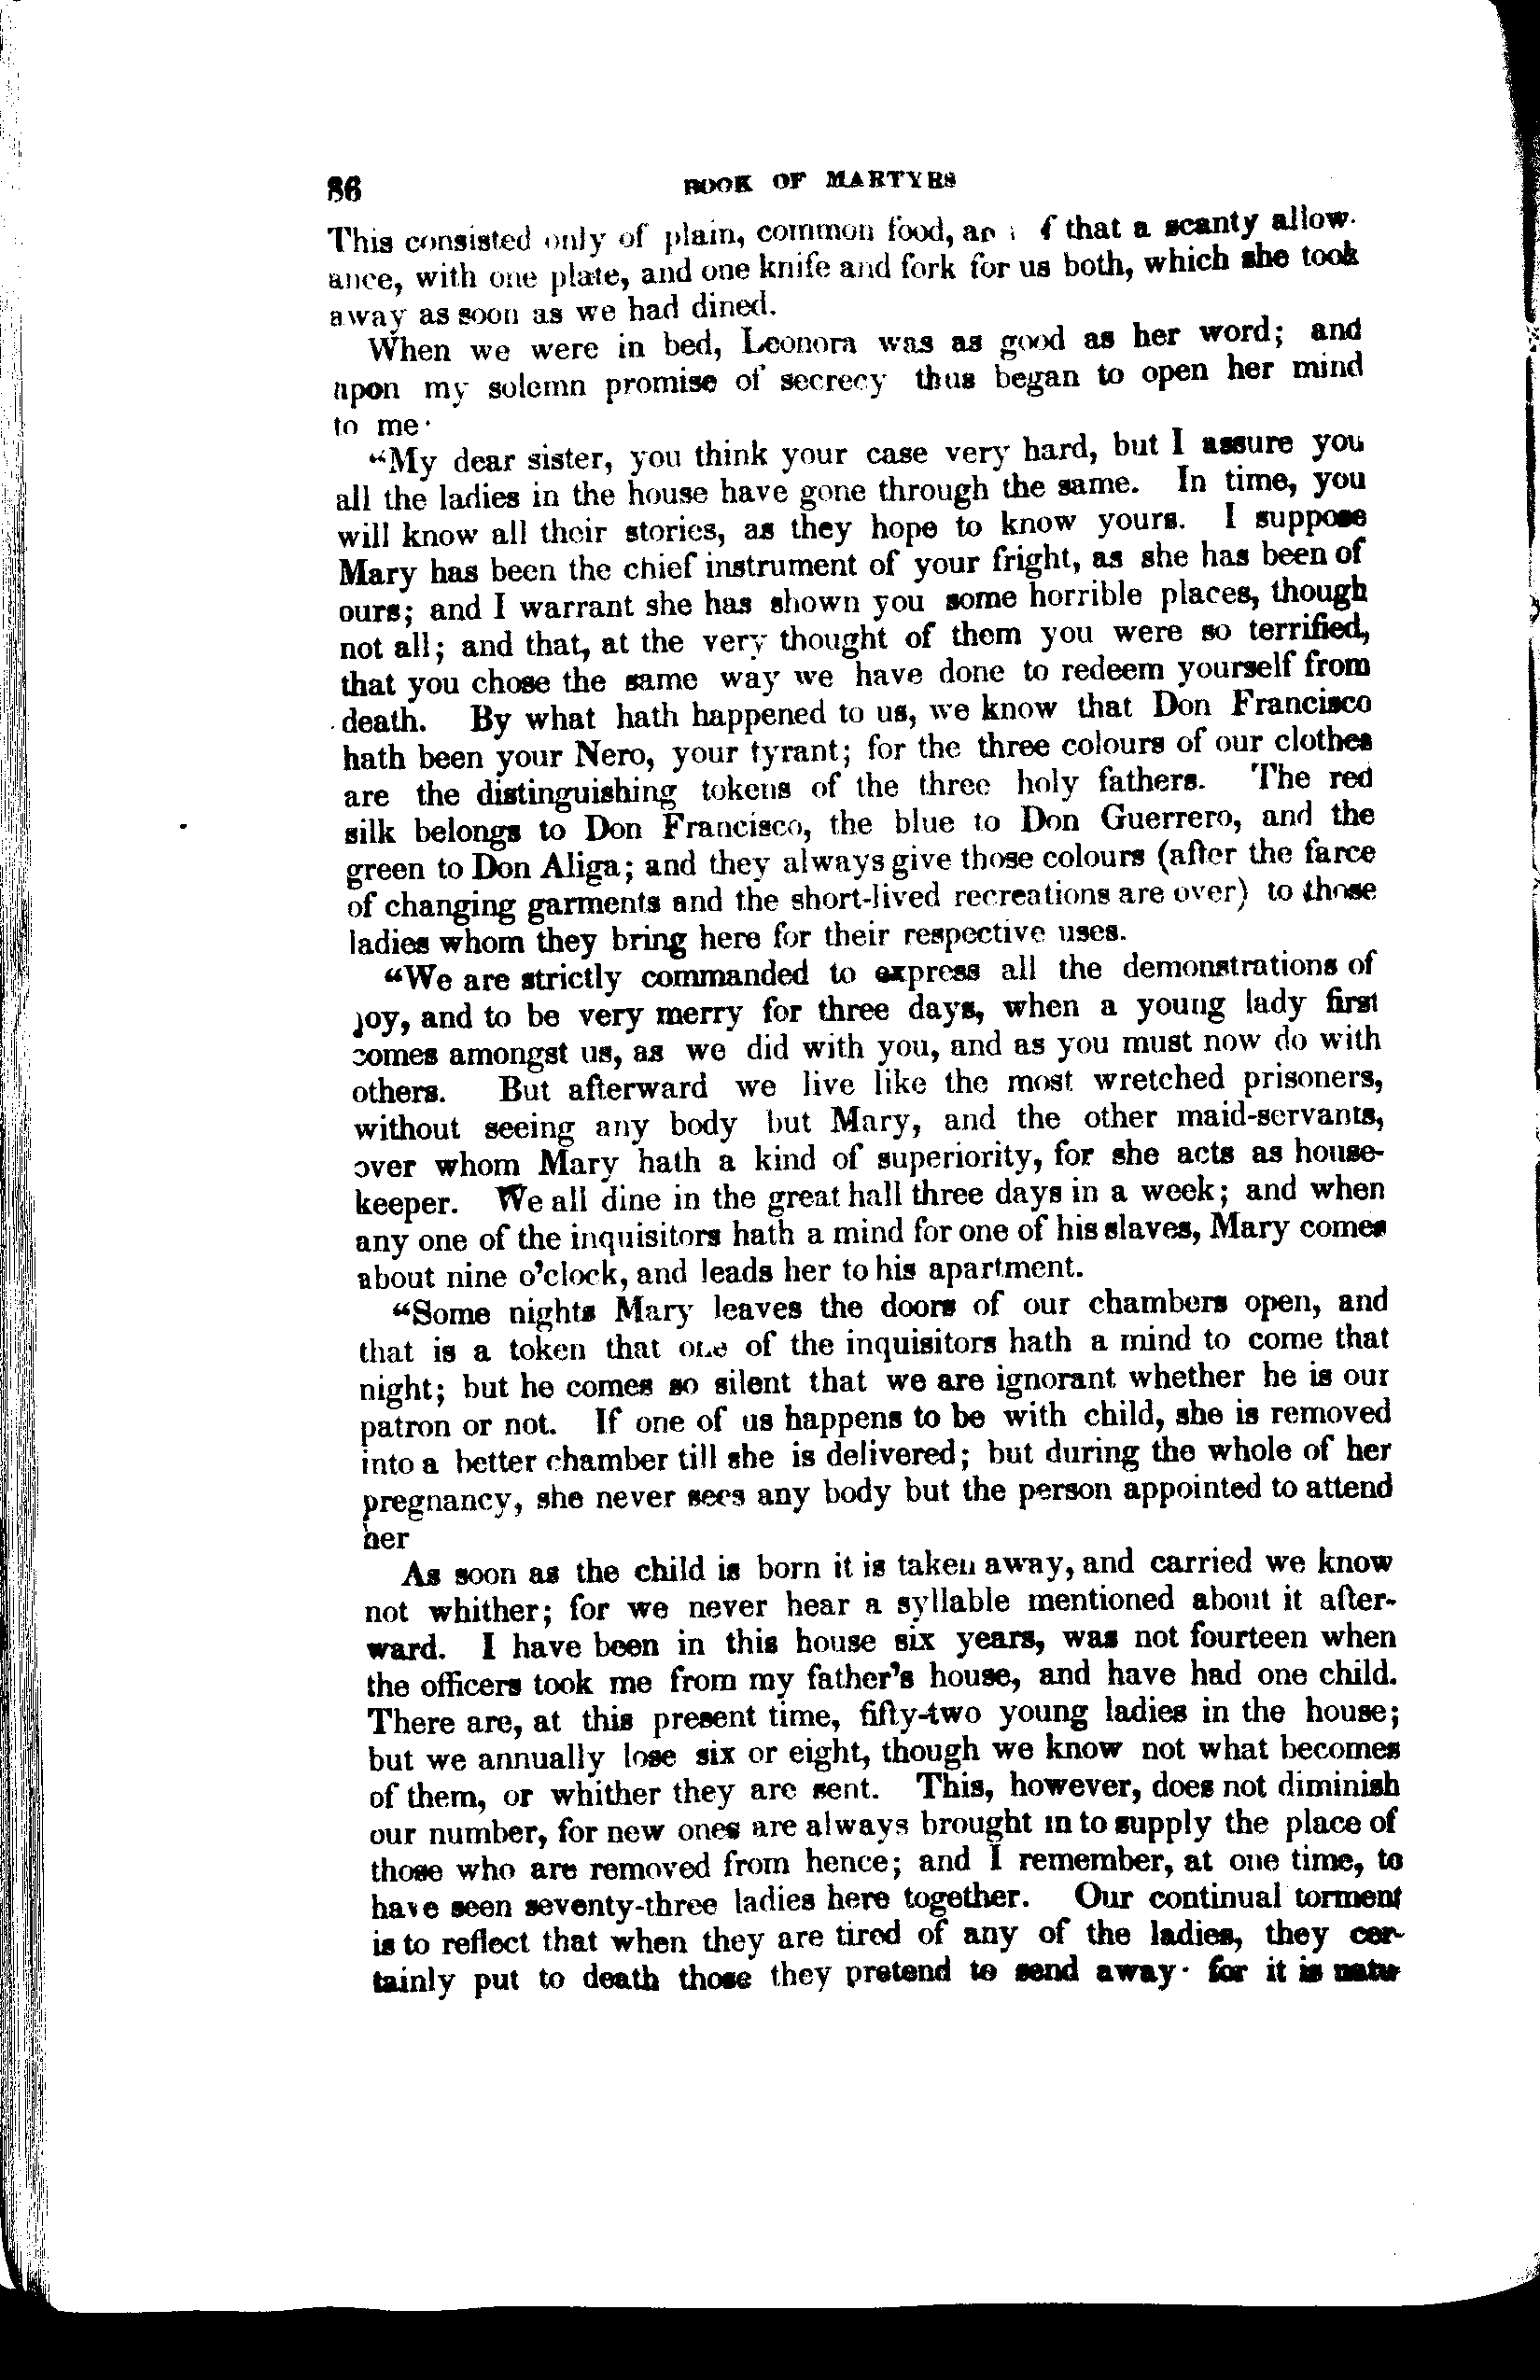 86 BOOK OF MARTYRS
This consisted only of plain, common food, an f that a scanty allow-
ance, with one plate, and one knife and fork for us both, which she took
away as soon as we had dined.
When we were in bed, Leonora was as good as her word; and
upon my solemn promise of secrecy thus began to open her mind
to me·
“My dear sister, you think your case very hard, but I assure you
all the ladies in the house have gone through the same. In time, you
will know all their stories, as they hope to know yours. I suppose
Mary has been the chief instrument of your fright, as she has been of
ours; and I warrant she has shown you some horrible places, though
not all; and that, at the very thought of them you were so terrified,
that you chose the same way we have done to redeem yourself from
death. By what hath happened to us, we know that Don Francisco
hath been your Nero, your tyrant; for the three colours of our clothes
are the distinguishing tokens of the three holy fathers. The red
silk belongs to Don Francisco, the blue to Don Guerrero, and the
green to Don Aliga; and they always give those colours (after the farce
of changing garments and the short-lived recreations are over) to those
ladies whom they bring here for their respective uses.
“We are strictly commanded to express all the demonstrations of
joy, and to be very merry for three days, when a young lady first
comes amongst us, as we did with you, and as you must now do with
others. But afterward we live like the most wretched prisoners,
without seeing any body but Mary, and the other maid-servants,
over whom Mary hath a kind of superiority, for she acts as house-
keeper. We all dine in the great hall three days in a week; and when
any one of the inquisitors hath a mind for one of his slaves, Mary comes
about nine o’clock, and leads her to his apartment.
“Some nights Mary leaves the doors of our chambers open, and
that is a token that one of the inquisitors hath a mind to come that
night; but he comes so silent that we are ignorant whether he is our
patron or not. If one of us happens to be with child, she is removed
into a better chamber till she is delivered; but during the whole of her
pregnancy, she never sees any body but the person appointed to attend
her
As soon as the child is born it is taken away, and carried we know
not whither; for we never hear a syllable mentioned about it after-
ward. I have been in this house six years, was not fourteen when
the officers took me from my father’s house, and have had one child.
There are, at this present time, fifty-two young ladies in the house;
but we annually lose six or eight, though we know not what becomes
of them, or whither they are sent. This, however, does not diminish
our number, for new ones are always brought in to supply the place of
those who are removed from hence; and I remember, at one time, to
have seen seventy-three ladies here together. Our continual torment
is to reflect that when they are tired of any of the ladies, they cer-
tainly put to death those they pretend to send away· for it is natu-